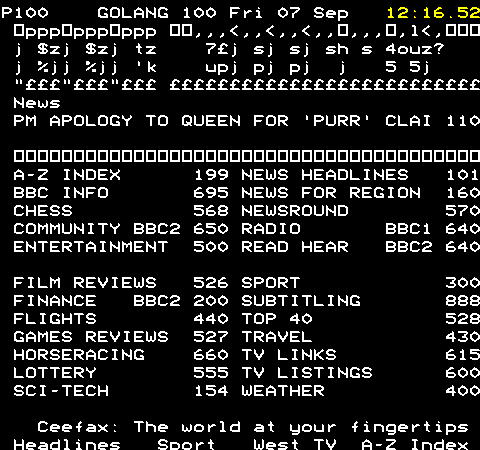 P100 GOLANG 100 Fri 07 Sep 12:16.52
pppp ppp ppp ,,,<,,<,<,,,,,,,l<,
j $zj $zj tz 7£j sj sj sh s 4ouz?
j %jj %jj 'k upj pj pj j 5 5j
"£££"£££"£££ ££££££££££££££££££££££££££
News
PM APOLOGY TO QUEEN FOR 'PURR' CLAI 110
A-Z INDEX 199 NEWS HEADLINES 101
BBC INFO 695 NEWS FOR REGION 160
CHESS 568 NEWSROUND 570
COMMUNITY BBC2 650 RADIO BBC1 640
ENTERTAINMENT 500 READ HEAR BBC2 640
FILM REVIEWS 526 SPORT 300
FINANCE BBC2 200 SUBTITLING 888
FLIGHTS 440 TOP 40 528
GAMES REVIEWS 527 TRAVEL 430
HORSERACING 660 TV LINKS 615
LOTTERY 555 TV LISTINGS 600
SCI-TECH 154 WEATHER 400
Ceefax: The world at your fingertips
Headlines Sport West TV A-Z Index